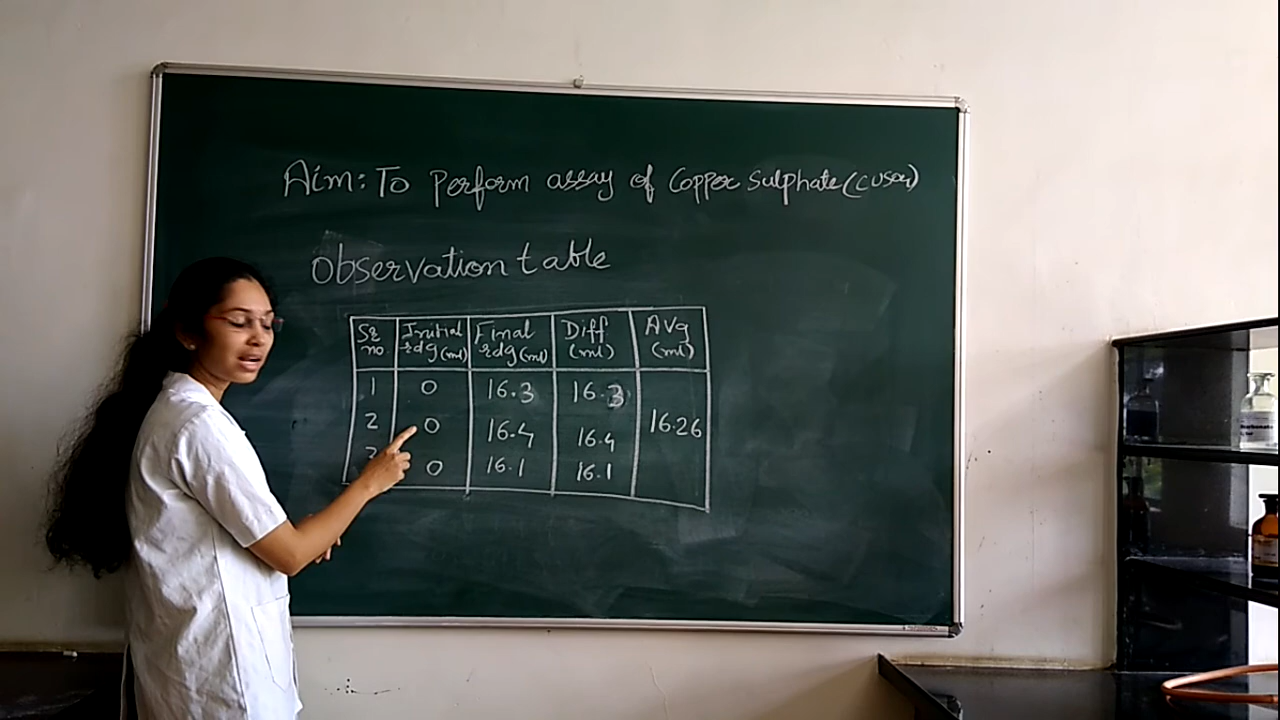 Aim: To perform assay of Copper Sulphate (CuSO4)
Observation table
Sr no. Initial rdg (ml) Final rdg (ml) Diff (ml) Avg (ml)
1 0 16.3 16.3
2 0 16.4 16.4 16.26
0 16.1 16.1